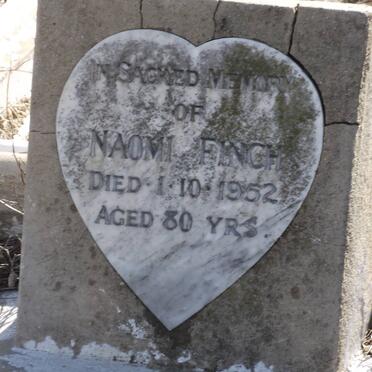 IN SACRED MEMORY
OF
NAOMI FINCH
DIED 1·10·1952
AGED 80 YRS.